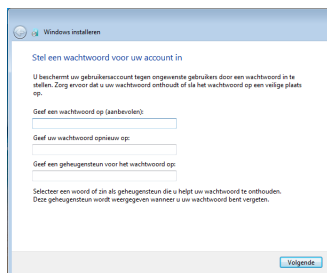 Windows installeren
Stel een wachtwoord voor uw account in
U beschermt uw gebruikersaccount tegen ongewenste gebruikers door een wachtwoord in te
stellen. Zorg ervoor dat u uw wachtwoord onthoudt of sla het wachtwoord op een veilige plaats
op.
Geef een wachtwoord op (aanbevolen):
Geef uw wachtwoord opnieuw op:
Geef een geheugensteun voor het wachtwoord op:
Selecteer een woord of zin als geheugensteun die u helpt uw wachtwoord te onthouden.
Deze geheugensteun wordt weergegeven wanneer u uw wachtwoord bent vergeten.
Volgende